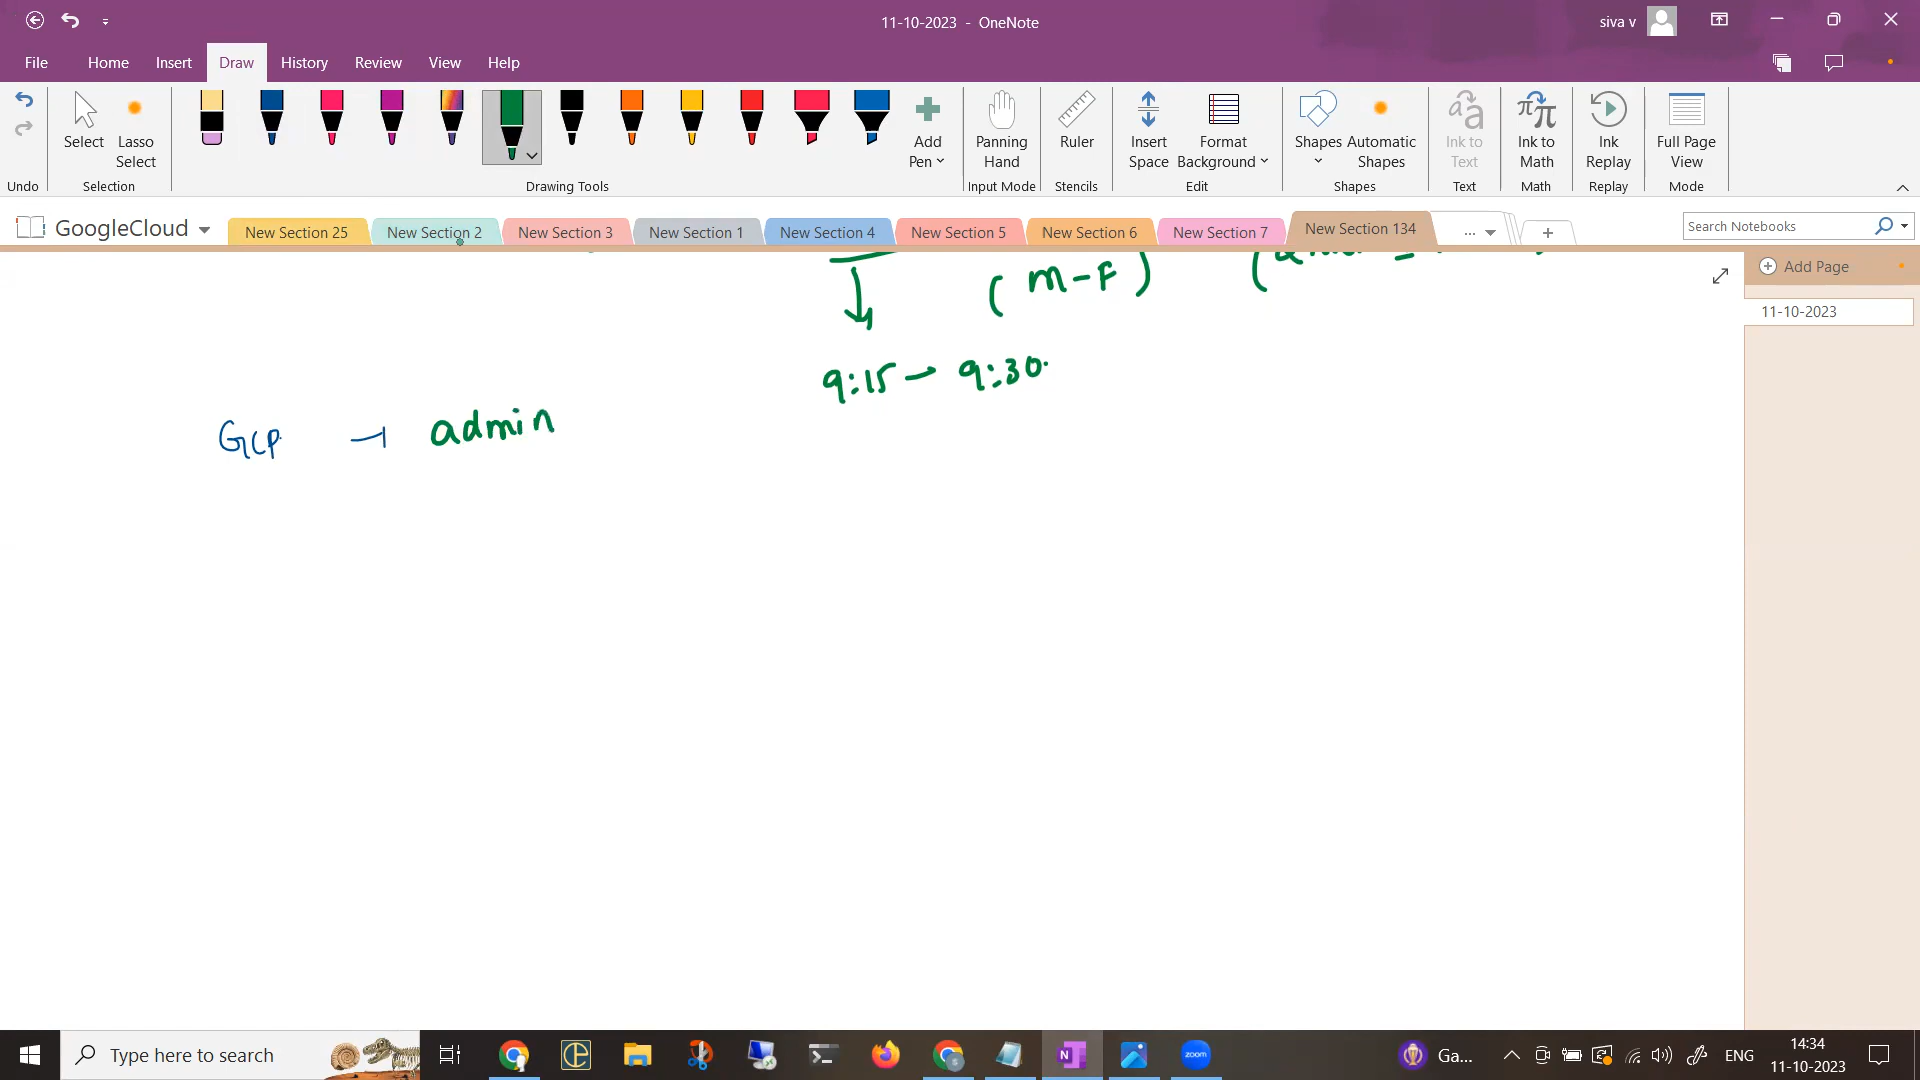 11-10-2023 - OneNote
siva v
File Home Insert Draw History Review View Help
Select Lasso Select
Add Pen
Panning Hand
Ruler
Insert Space
Format Background
Shapes
Automatic Shapes
Ink to Text
Ink to Math
Ink Replay
Full Page View
Undo Selection Drawing Tools Input Mode Stencils Edit Shapes Text Math Replay Mode
GoogleCloud New Section 25 New Section 2 New Section 3 New Section 1 New Section 4 New Section 5 New Section 6 New Section 7 New Section 134 ... Search Notebooks
Add Page
11-10-2023
(m-F)
9:15 - 9:30
GCP admin
Type here to search zoom Ga... ENG 14:34
11-10-2023